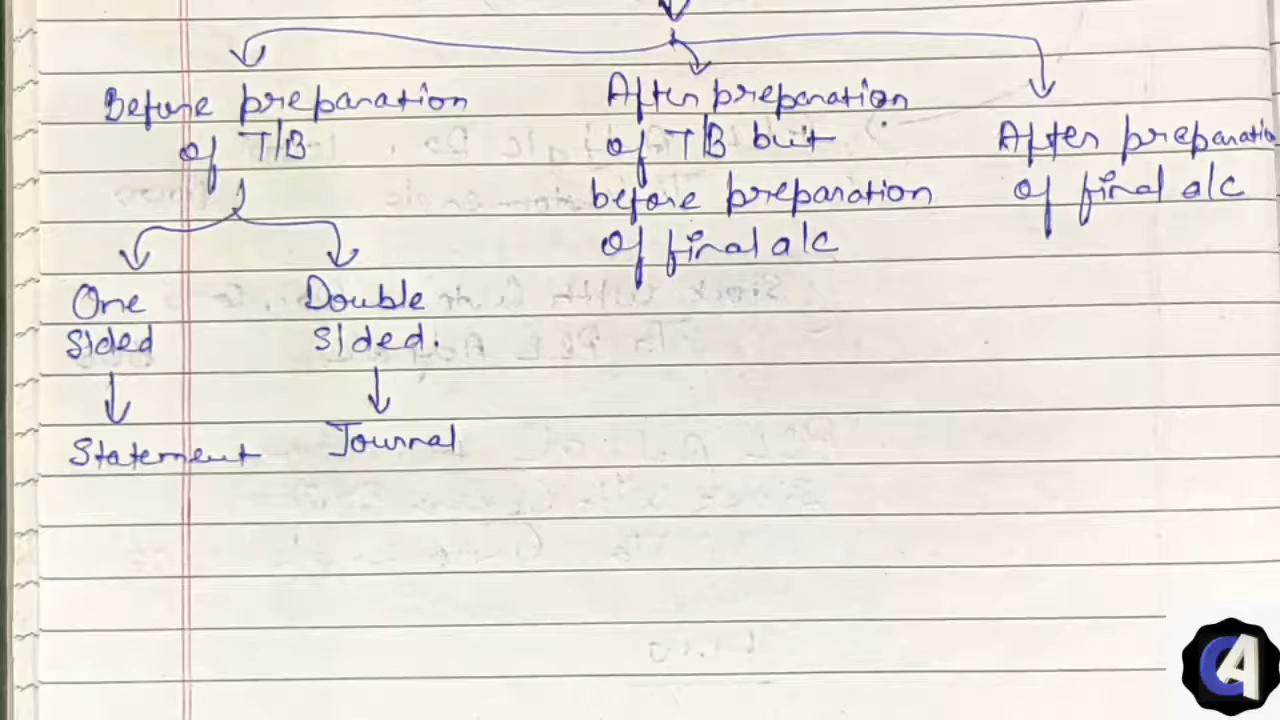 Before preparation
of T/B
After preparation
of T/B but
before preparation
of final a/c
After preparation
of final a/c
One
sided
Double
sided.
Statement
Journal
CA